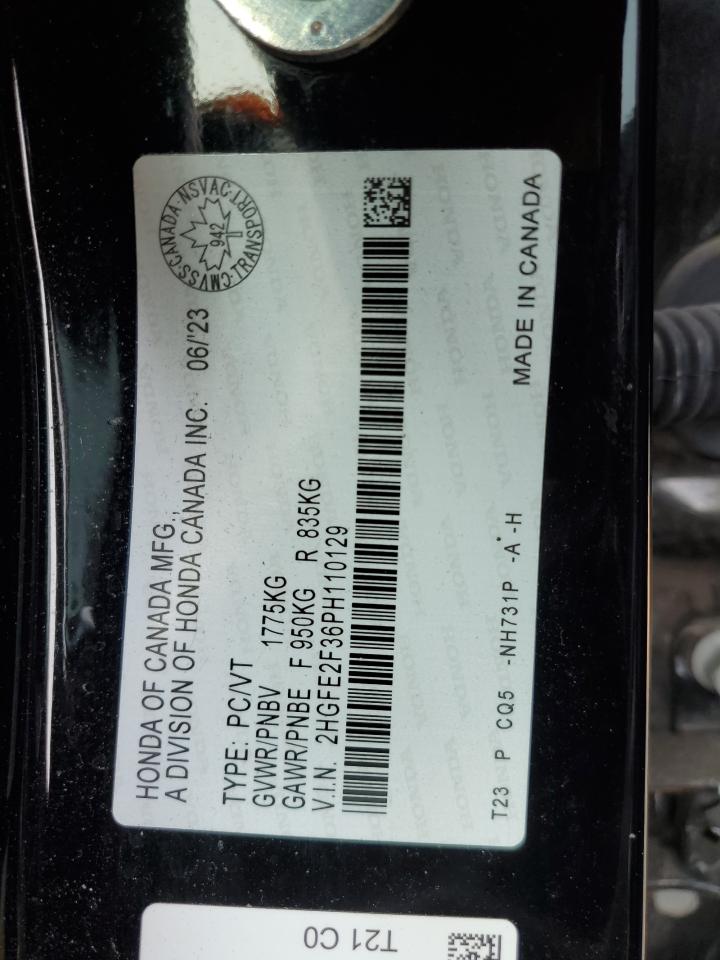 HONDA OF CANADA MFG.,
A DIVISION OF HONDA CANADA INC. 06/'23
CMVSS·CANADA·NSVAC·TRANSPORT·
942
TYPE: PC/VT
GVWR/PNBV 1775KG
GAWR/PNBE F 950KG R 835KG
V.I.N. 2HGFE2F36PH110129
MADE IN CANADA
T23 P CQ5 -NH731P -A* -H
T21 C0